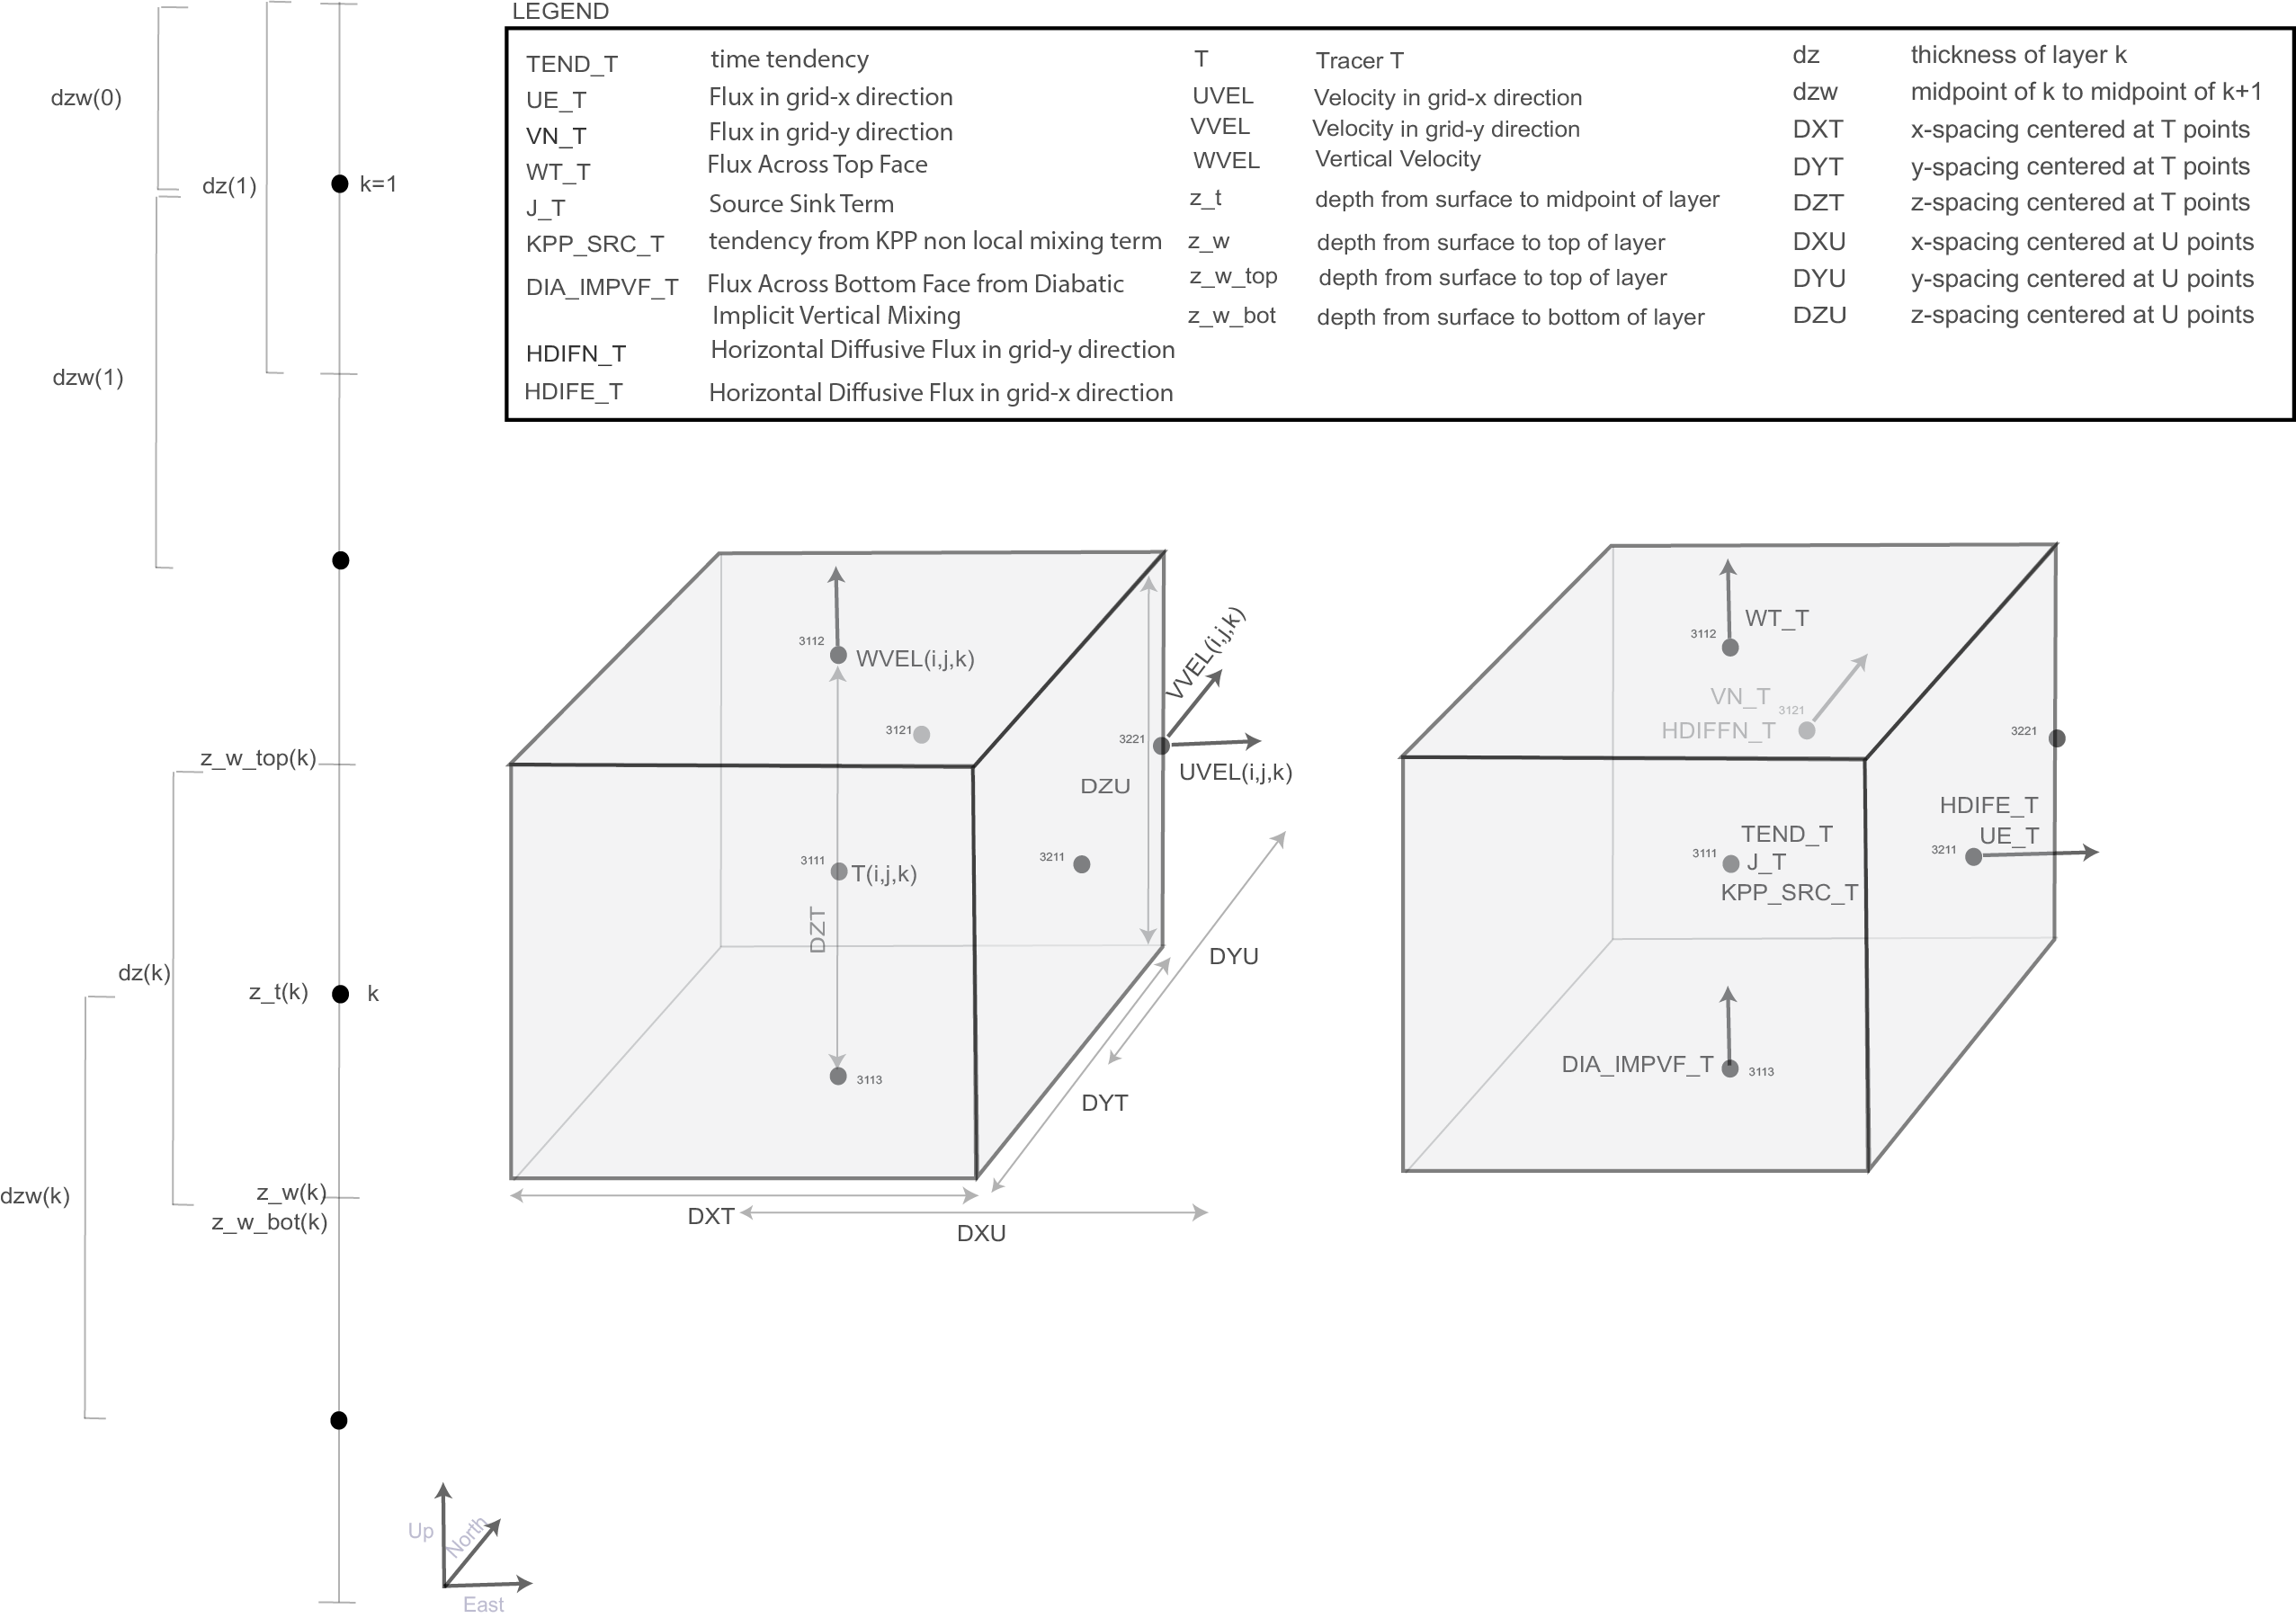 LEGEND
TEND_T time tendency
UE_T Flux in grid-x direction
VN_T Flux in grid-y direction
WT_T Flux Across Top Face
J_T Source Sink Term
KPP_SRC_T tendency from KPP non local mixing term
DIA_IMPVF_T Flux Across Bottom Face from Diabatic
Implicit Vertical Mixing
HDIFN_T Horizontal Diffusive Flux in grid-y direction
HDIFE_T Horizontal Diffusive Flux in grid-x direction
T Tracer T
UVEL Velocity in grid-x direction
VVEL Velocity in grid-y direction
WVEL Vertical Velocity
z_t depth from surface to midpoint of layer
z_w depth from surface to top of layer
z_w_top depth from surface to top of layer
z_w_bot depth from surface to bottom of layer
dz thickness of layer k
dzw midpoint of k to midpoint of k+1
DXT x-spacing centered at T points
DYT y-spacing centered at T points
DZT z-spacing centered at T points
DXU x-spacing centered at U points
DYU y-spacing centered at U points
DZU z-spacing centered at U points
dzw(0)
dz(1)
k=1
dzw(1)
z_w_top(k)
dz(k)
z_t(k)
k
dzw(k)
z_w(k)
z_w_bot(k)
3112
WVEL(i,j,k)
3121
VVEL(i,j,k)
3221
UVEL(i,j,k)
DZU
3111
T(i,j,k)
3211
DZT
3113
DYU
DYT
DXT
DXU
WT_T
3112
VN_T
3121
HDIFFN_T
3221
HDIFE_T
UE_T
3211
TEND_T
3111
J_T
KPP_SRC_T
DIA_IMPVF_T
3113
Up
North
East